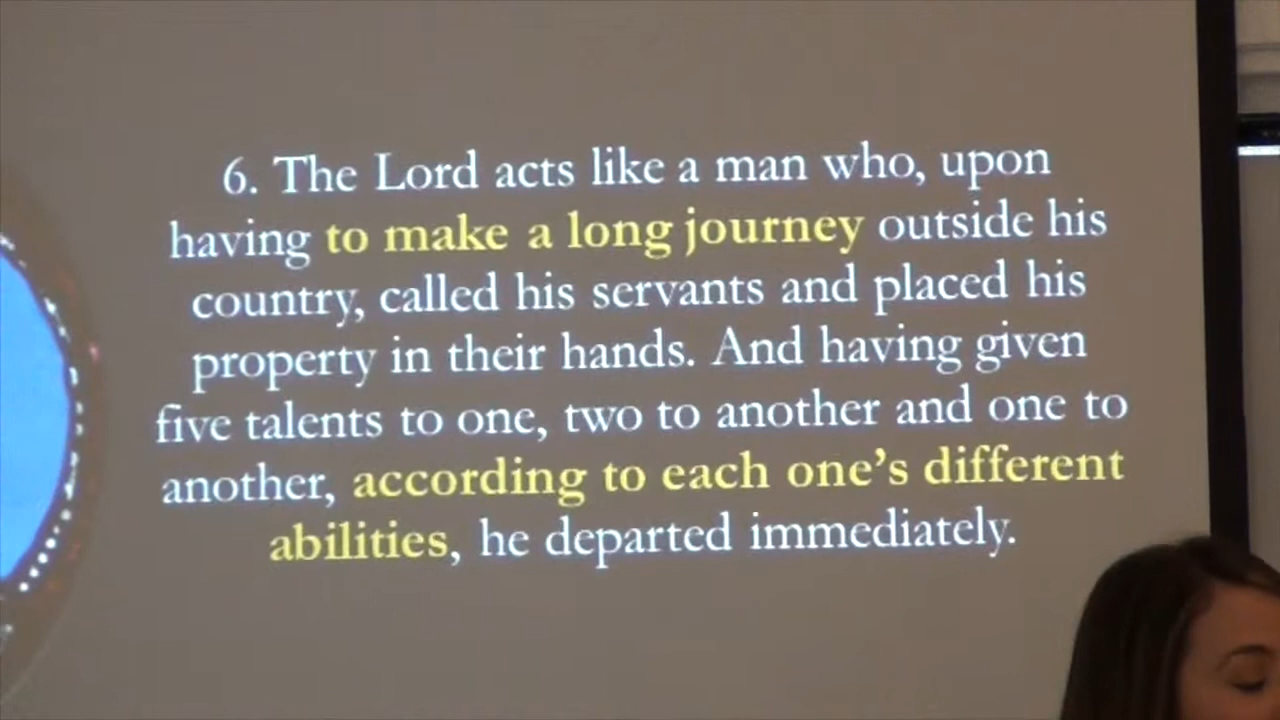 6. The Lord acts like a man who, upon
having to make a long journey outside his
country, called his servants and placed his
property in their hands. And having given
five talents to one, two to another and one to
another, according to each one's different
abilities, he departed immediately.